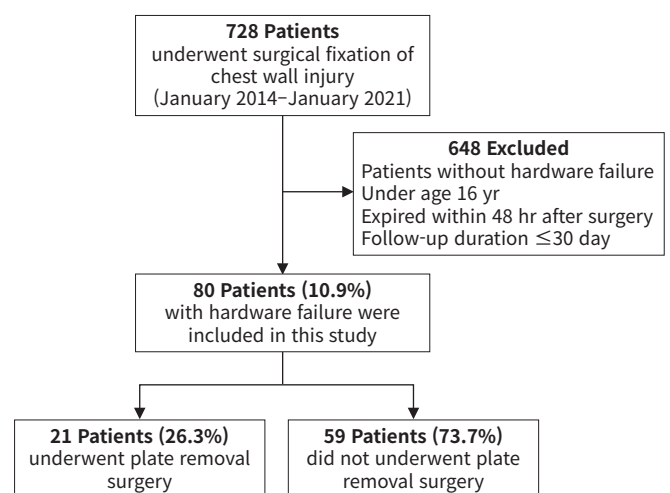 728 Patients
underwent surgical fixation of
chest wall injury
(January 2014–January 2021)
648 Excluded
Patients without hardware failure
Under age 16 yr
Expired within 48 hr after surgery
Follow-up duration ≤30 day
80 Patients (10.9%)
with hardware failure were
included in this study
21 Patients (26.3%)
underwent plate removal
surgery
59 Patients (73.7%)
did not underwent plate
removal surgery